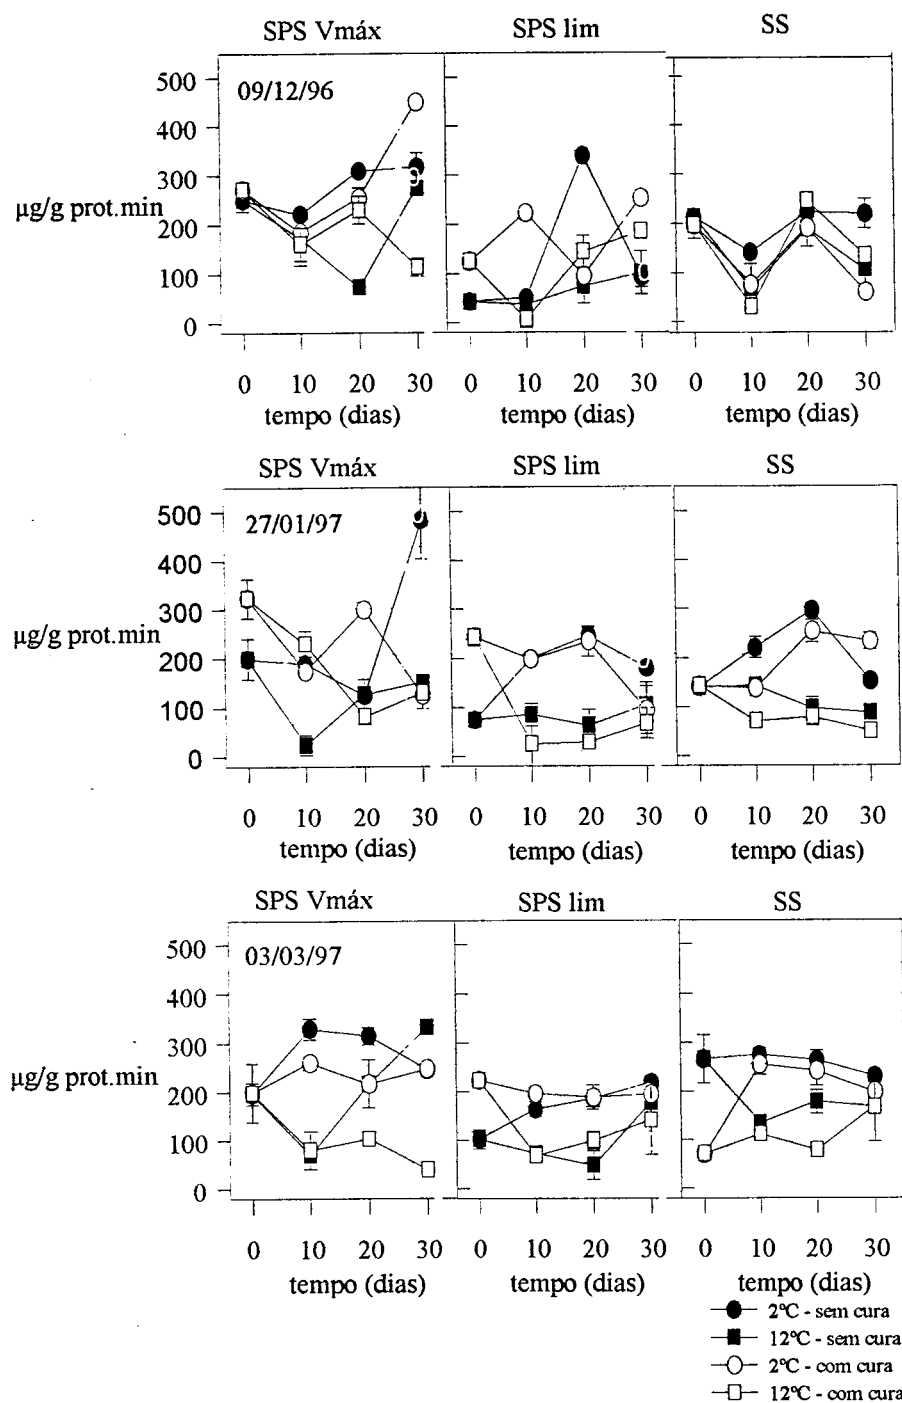 SPS Vmáx SPS lim SS
09/12/96
500
400
300
µg/g prot.min
200
100
0
0 10 20 30 0 10 20 30 0 10 20 30
tempo (dias) tempo (dias) tempo (dias)
SPS Vmáx SPS lim SS
27/01/97
500
400
300
µg/g prot.min
200
100
0
0 10 20 30 0 10 20 30 0 10 20 30
tempo (dias) tempo (dias) tempo (dias)
SPS Vmáx SPS lim SS
03/03/97
500
400
300
µg/g prot.min
200
100
0
0 10 20 30 0 10 20 30 0 10 20 30
tempo (dias) tempo (dias) tempo (dias)
2ºC - sem cura
12ºC - sem cura
2ºC - com cura
12ºC - com cura